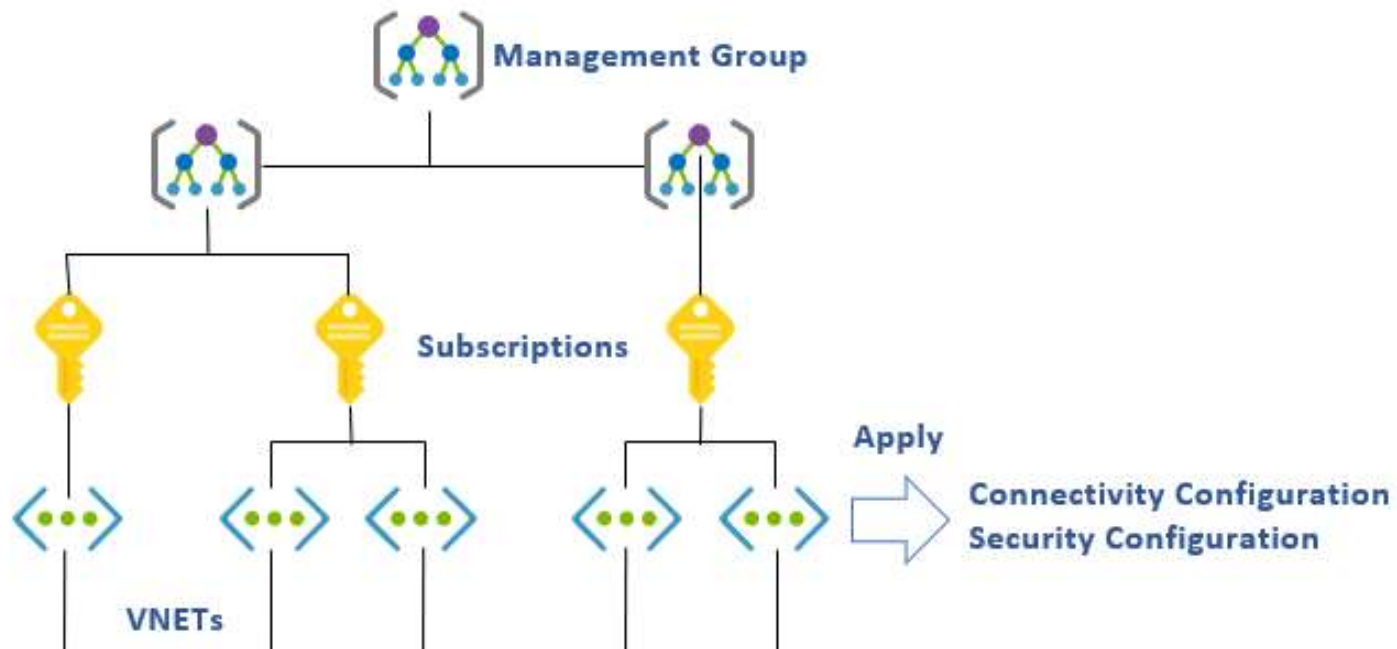 Management Group
Subscriptions
Apply
Connectivity Configuration
Security Configuration
VNETs